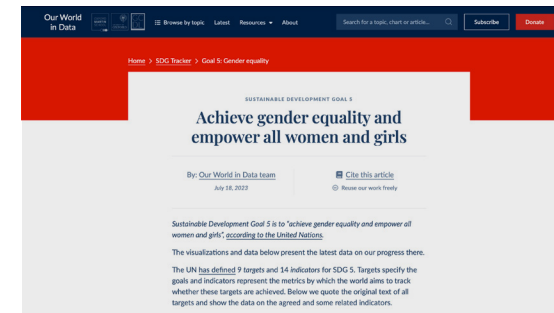 Our World
in Data
Browse by topic Latest Resources About Search for a topic, chart or article... Subscribe Donate
Home > SDG Tracker > Goal 5: Gender equality
SUSTAINABLE DEVELOPMENT GOAL 5
Achieve gender equality and
empower all women and girls
By: Our World in Data team
July 18, 2023
Cite this article
Reuse our work freely
Sustainable Development Goal 5 is to "achieve gender equality and empower all
women and girls", according to the United Nations.
The visualizations and data below present the latest data on our progress there.
The UN has defined 9 targets and 14 indicators for SDG 5. Targets specify the
goals and indicators represent the metrics by which the world aims to track
whether these targets are achieved. Below we quote the original text of all
targets and show the data on the agreed and some related indicators.